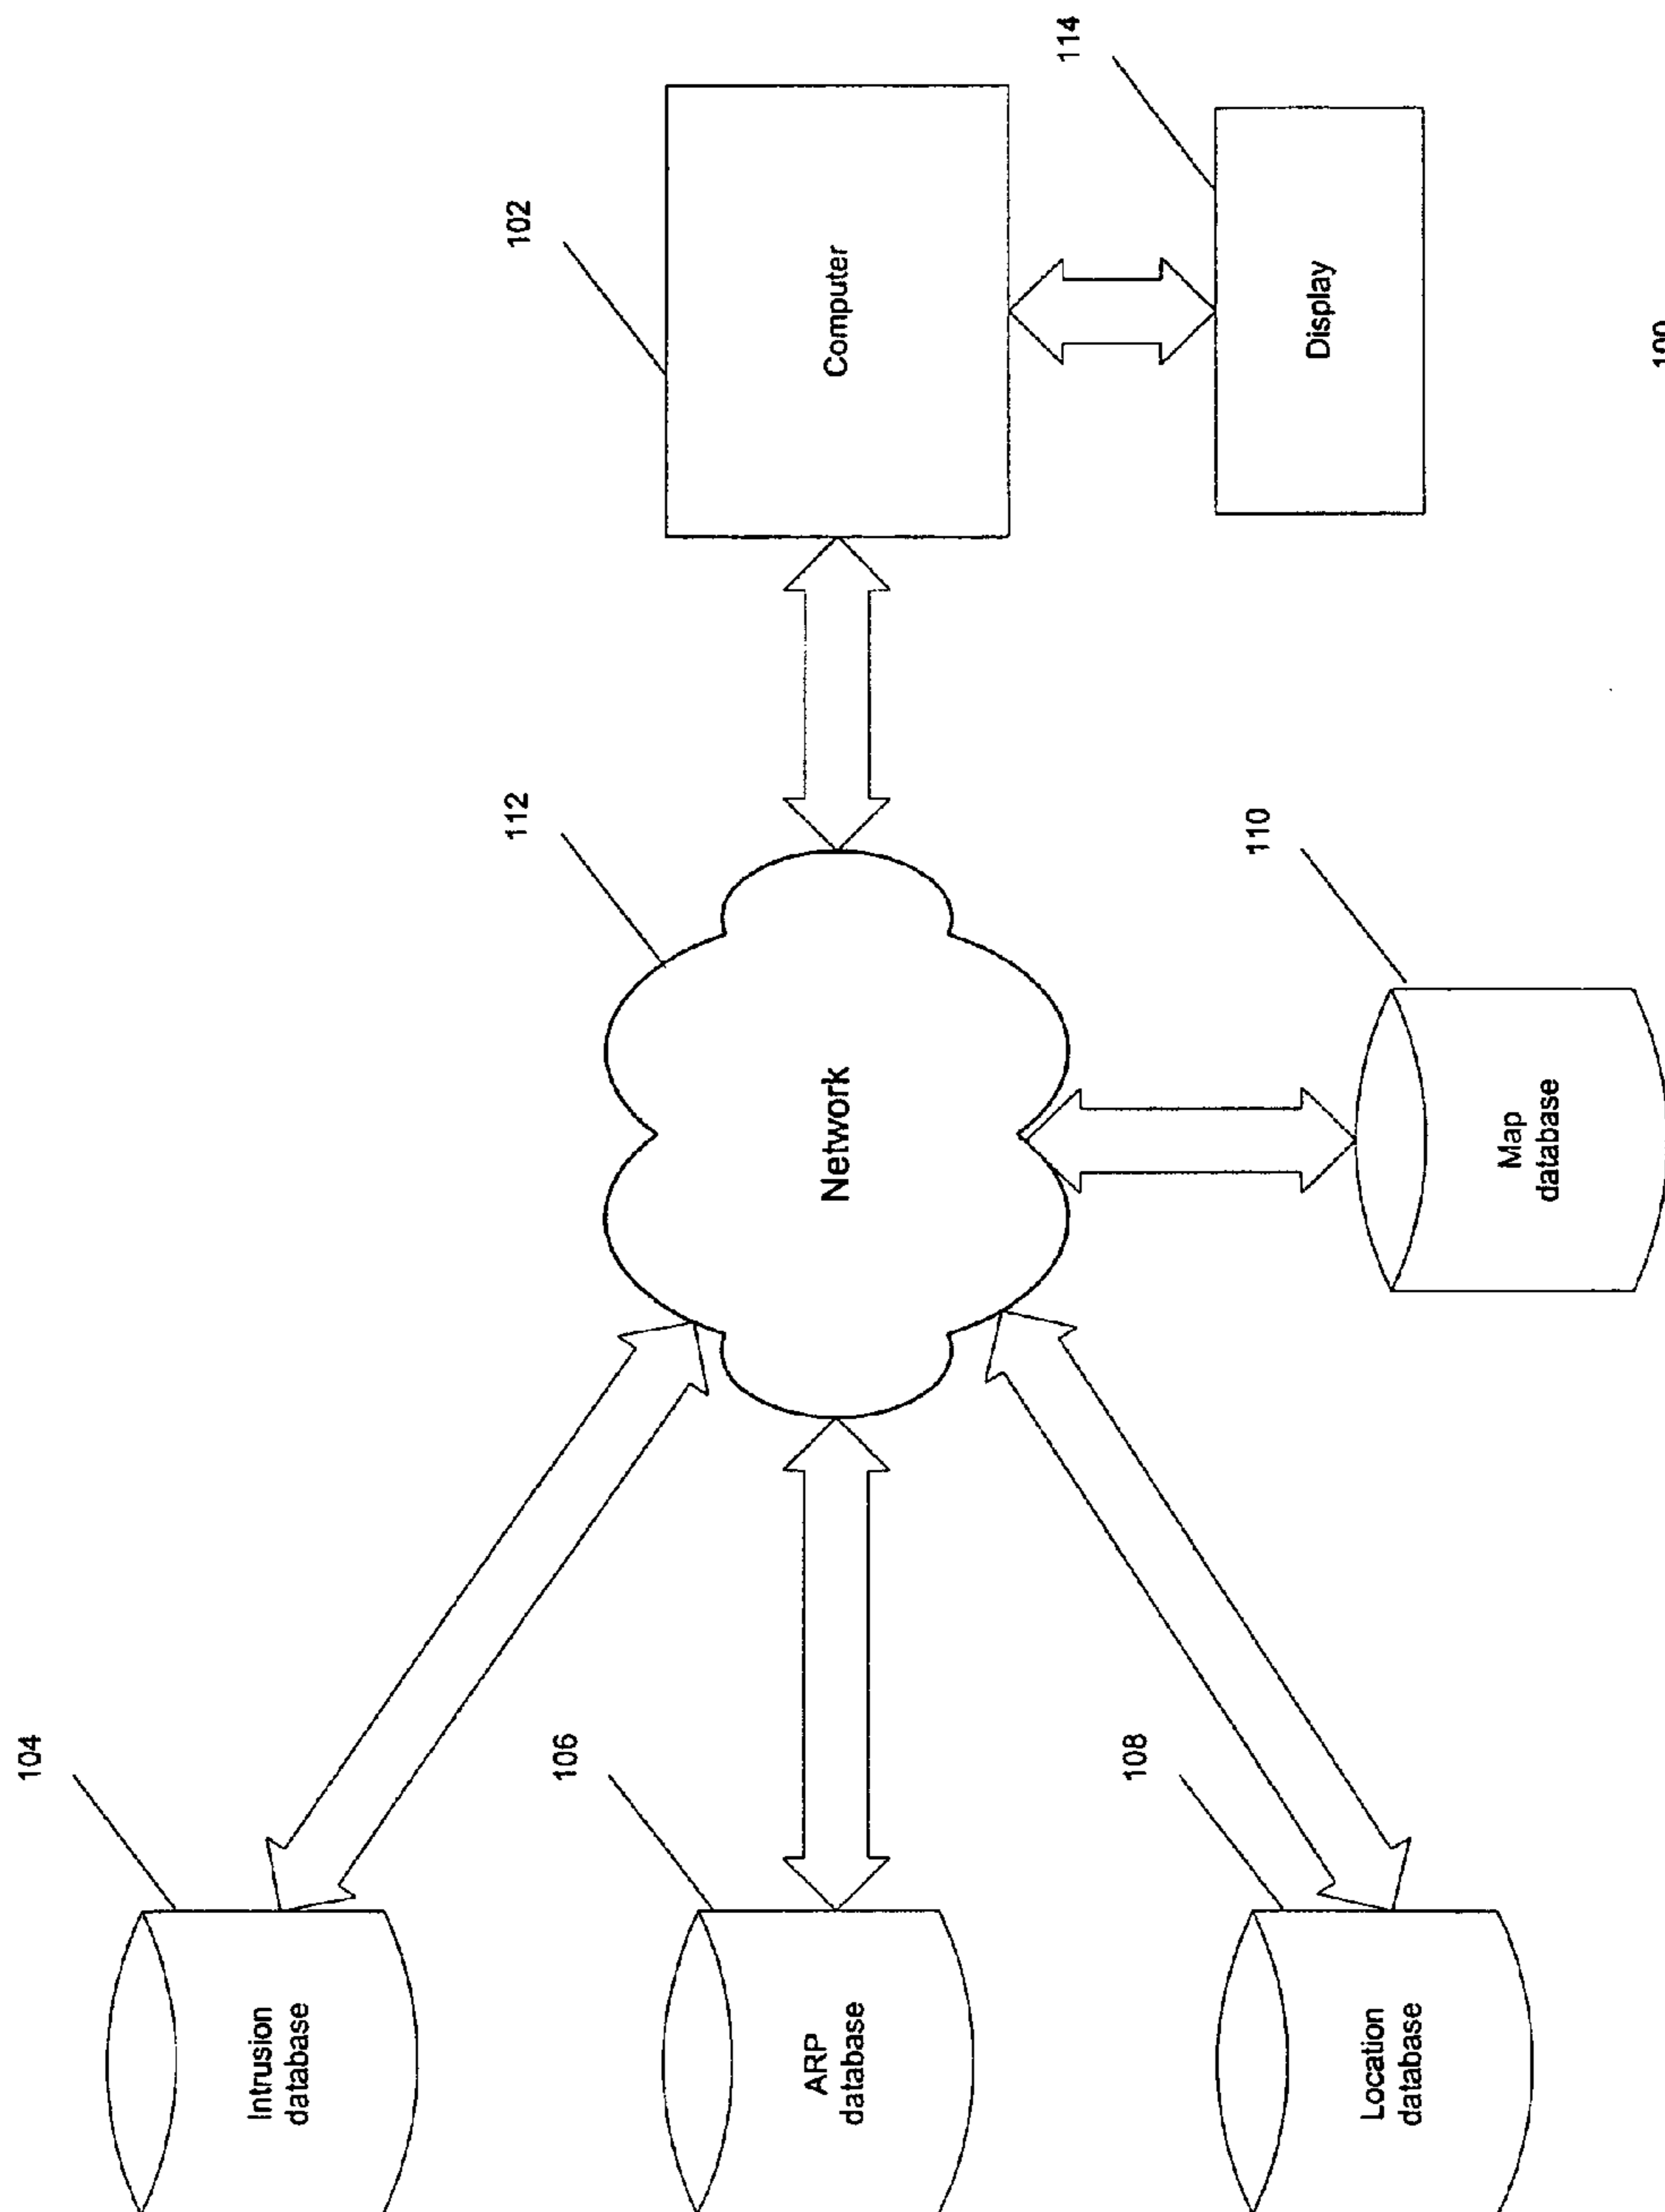 104
Intrusion
database
112
102
106
ARP
database
Network
Computer
114
108
110
Display
Location
database
Map
database